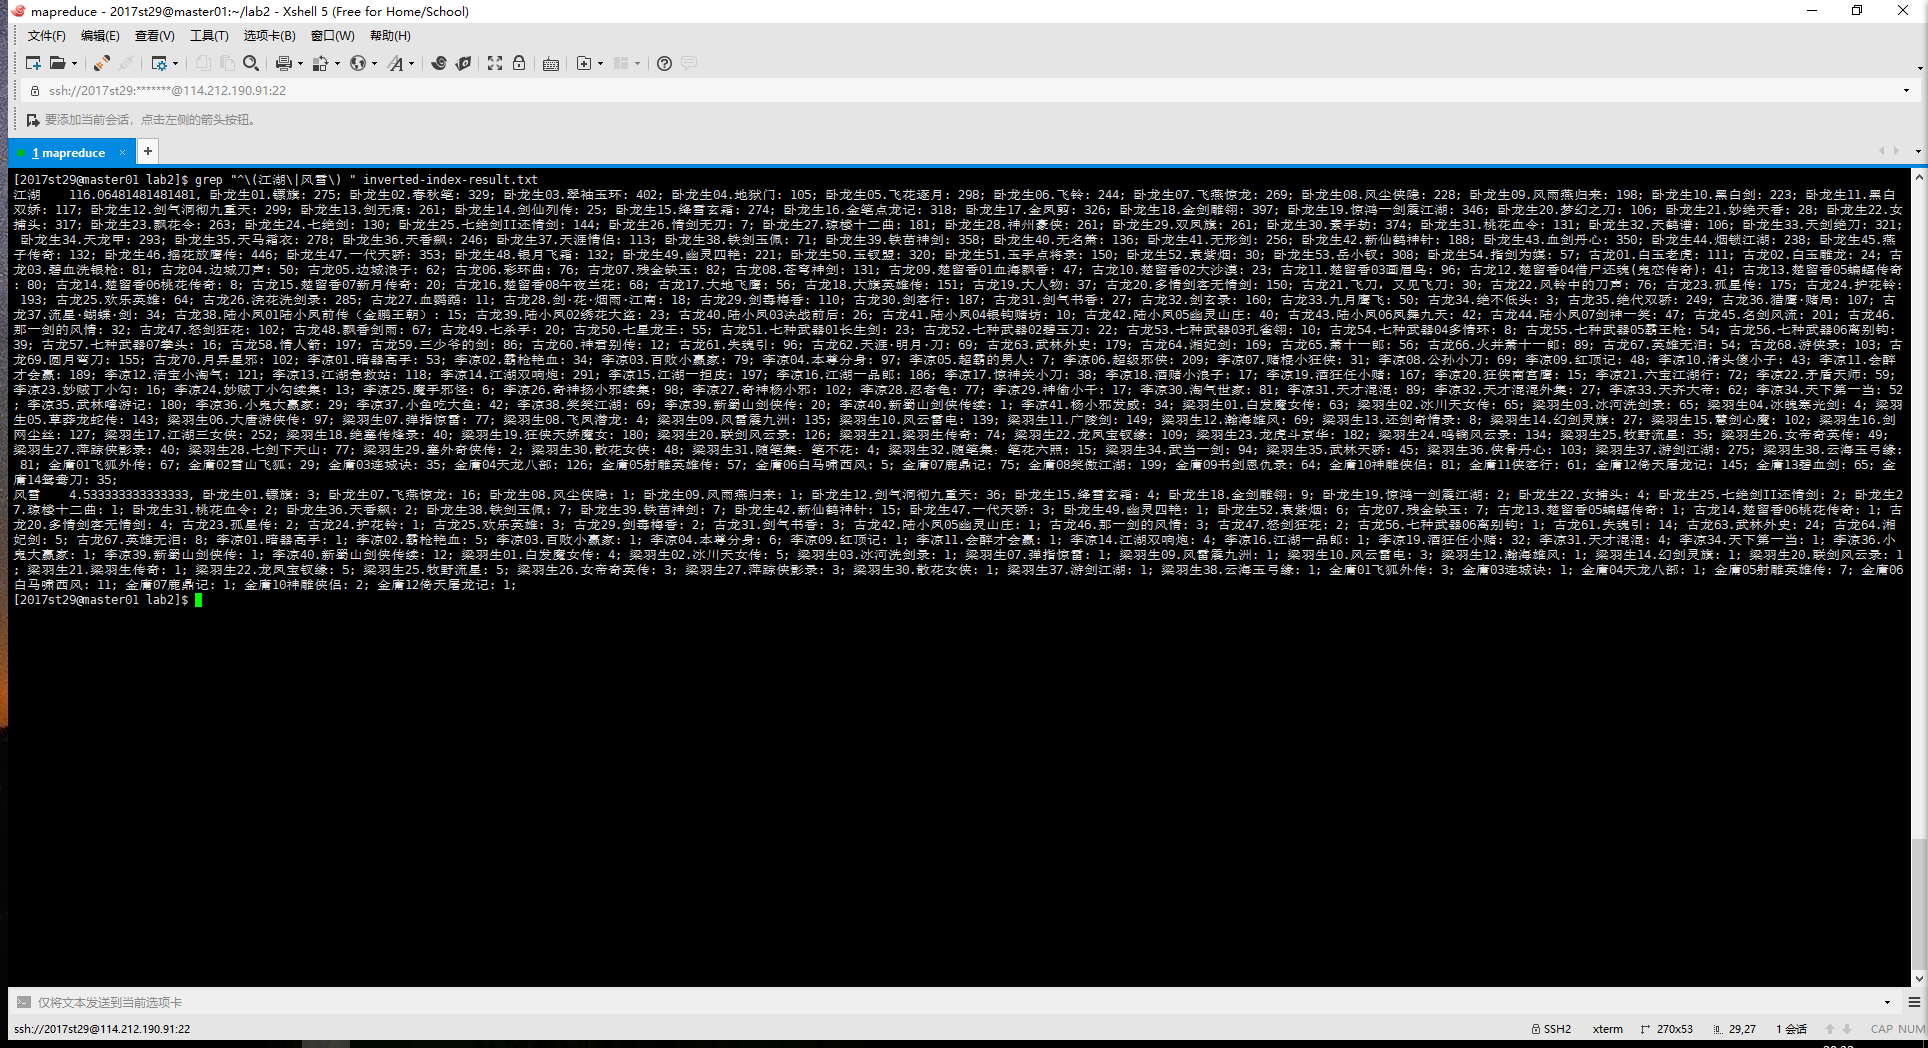 mapreduce - 2017st29@master01:~/lab2 - Xshell 5 (Free for Home/School)
文件(F) 编辑(E) 查看(V) 工具(T) 选项卡(B) 窗口(W) 帮助(H)
ssh://2017st29:*******@114.212.190.91:22
要添加当前会话，点击左侧的箭头按钮。
1 mapreduce × +
[2017st29@master01 lab2]$ grep "^\(江湖\|风雪\) " inverted-index-result.txt
江湖 116.06481481481481, 卧龙生01.镖旗: 275; 卧龙生02.春秋笔: 329; 卧龙生03.翠袖玉环: 402; 卧龙生04.地狱门: 105; 卧龙生05.飞花逐月: 298; 卧龙生06.飞铃: 244; 卧龙生07.飞燕惊龙: 269; 卧龙生08.风尘侠隐: 228; 卧龙生09.风雨燕归来: 198; 卧龙生10.黑白剑: 223; 卧龙生11.黑白
双娇: 117; 卧龙生12.剑气洞彻九重天: 299; 卧龙生13.剑无痕: 261; 卧龙生14.剑仙列传: 25; 卧龙生15.绛雪玄霜: 274; 卧龙生16.金笔点龙记: 318; 卧龙生17.金凤剪: 326; 卧龙生18.金剑雕翎: 397; 卧龙生19.惊鸿一剑震江湖: 346; 卧龙生20.梦幻之刀: 106; 卧龙生21.妙绝天香: 28; 卧龙生22.女
捕头: 317; 卧龙生23.飘花令: 263; 卧龙生24.七绝剑: 130; 卧龙生25.七绝剑II还情剑: 144; 卧龙生26.情剑无刃: 7; 卧龙生27.琼楼十二曲: 181; 卧龙生28.神州豪侠: 261; 卧龙生29.双凤旗: 261; 卧龙生30.素手劫: 374; 卧龙生31.桃花血令: 131; 卧龙生32.天鹤谱: 106; 卧龙生33.天剑绝刀: 321;
卧龙生34.天龙甲: 293; 卧龙生35.天马霜衣: 278; 卧龙生36.天香飙: 246; 卧龙生37.天涯情侣: 113; 卧龙生38.铁剑玉佩: 71; 卧龙生39.铁苗神剑: 358; 卧龙生40.无名箫: 136; 卧龙生41.无形剑: 256; 卧龙生42.新仙鹤神针: 188; 卧龙生43.血剑丹心: 350; 卧龙生44.烟锁江湖: 238; 卧龙生45.燕
子传奇: 132; 卧龙生46.摇花放鹰传: 446; 卧龙生47.一代天骄: 353; 卧龙生48.银月飞霜: 132; 卧龙生49.幽灵四艳: 221; 卧龙生50.玉钗盟: 320; 卧龙生51.玉手点将录: 150; 卧龙生52.袁紫烟: 30; 卧龙生53.岳小钗: 308; 卧龙生54.指剑为媒: 57; 古龙01.白玉老虎: 111; 古龙02.白玉雕龙: 24; 古
龙03.碧血洗银枪: 81; 古龙04.边城刀声: 50; 古龙05.边城浪子: 62; 古龙06.彩环曲: 76; 古龙07.残金缺玉: 82; 古龙08.苍穹神剑: 131; 古龙09.楚留香01血海飘香: 47; 古龙10.楚留香02大沙漠: 23; 古龙11.楚留香03画眉鸟: 96; 古龙12.楚留香04借尸还魂(鬼恋传奇): 41; 古龙13.楚留香05蝙蝠传奇
: 80; 古龙14.楚留香06桃花传奇: 8; 古龙15.楚留香07新月传奇: 20; 古龙16.楚留香08午夜兰花: 68; 古龙17.大地飞鹰: 56; 古龙18.大旗英雄传: 151; 古龙19.大人物: 37; 古龙20.多情剑客无情剑: 150; 古龙21.飞刀，又见飞刀: 30; 古龙22.风铃中的刀声: 76; 古龙23.孤星传: 175; 古龙24.护花铃:
193; 古龙25.欢乐英雄: 64; 古龙26.浣花洗剑录: 285; 古龙27.血鹦鹉: 11; 古龙28.剑·花·烟雨·江南: 18; 古龙29.剑毒梅香: 110; 古龙30.剑客行: 187; 古龙31.剑气书香: 27; 古龙32.剑玄录: 160; 古龙33.九月鹰飞: 50; 古龙34.绝不低头: 3; 古龙35.绝代双骄: 249; 古龙36.猎鹰·赌局: 107; 古
龙37.流星·蝴蝶·剑: 34; 古龙38.陆小凤01陆小凤前传（金鹏王朝）: 15; 古龙39.陆小凤02绣花大盗: 23; 古龙40.陆小凤03决战前后: 26; 古龙41.陆小凤04银钩赌坊: 10; 古龙42.陆小凤05幽灵山庄: 40; 古龙43.陆小凤06凤舞九天: 42; 古龙44.陆小凤07剑神一笑: 47; 古龙45.名剑风流: 201; 古龙46.
那一剑的风情: 32; 古龙47.怒剑狂花: 102; 古龙48.飘香剑雨: 67; 古龙49.七杀手: 20; 古龙50.七星龙王: 55; 古龙51.七种武器01长生剑: 23; 古龙52.七种武器02碧玉刀: 22; 古龙53.七种武器03孔雀翎: 10; 古龙54.七种武器04多情环: 8; 古龙55.七种武器05霸王枪: 54; 古龙56.七种武器06离别钩:
39; 古龙57.七种武器07拳头: 16; 古龙58.情人箭: 197; 古龙59.三少爷的剑: 86; 古龙60.神君别传: 12; 古龙61.失魂引: 96; 古龙62.天涯·明月·刀: 69; 古龙63.武林外史: 179; 古龙64.湘妃剑: 169; 古龙65.萧十一郎: 56; 古龙66.火并萧十一郎: 89; 古龙67.英雄无泪: 54; 古龙68.游侠录: 103; 古
龙69.圆月弯刀: 155; 古龙70.月异星邪: 102; 李凉01.暗器高手: 53; 李凉02.霸枪艳血: 34; 李凉03.百败小赢家: 79; 李凉04.本尊分身: 97; 李凉05.超霸的男人: 7; 李凉06.超级邪侠: 209; 李凉07.赌棍小狂侠: 31; 李凉08.公孙小刀: 69; 李凉09.红顶记: 48; 李凉10.滑头傻小子: 43; 李凉11.会醉
才会赢: 189; 李凉12.活宝小淘气: 121; 李凉13.江湖急救站: 118; 李凉14.江湖双响炮: 291; 李凉15.江湖一担皮: 197; 李凉16.江湖一品郎: 186; 李凉17.惊神关小刀: 38; 李凉18.酒赌小浪子: 17; 李凉19.酒狂任小赌: 167; 李凉20.狂侠南宫鹰: 15; 李凉21.六宝江湖行: 72; 李凉22.矛盾天师: 59;
李凉23.妙贼丁小勾: 16; 李凉24.妙贼丁小勾续集: 13; 李凉25.魔手邪怪: 6; 李凉26.奇神扬小邪续集: 98; 李凉27.奇神杨小邪: 102; 李凉28.忍者龟: 77; 李凉29.神偷小千: 17; 李凉30.淘气世家: 81; 李凉31.天才混混: 89; 李凉32.天才混混外集: 27; 李凉33.天齐大帝: 62; 李凉34.天下第一当: 52
; 李凉35.武林嘻游记: 180; 李凉36.小鬼大赢家: 29; 李凉37.小鱼吃大鱼: 42; 李凉38.笑笑江湖: 69; 李凉39.新蜀山剑侠传: 20; 李凉40.新蜀山剑侠传续: 1; 李凉41.杨小邪发威: 34; 梁羽生01.白发魔女传: 63; 梁羽生02.冰川天女传: 65; 梁羽生03.冰河洗剑录: 65; 梁羽生04.冰魄寒光剑: 4; 梁羽
生05.草莽龙蛇传: 143; 梁羽生06.大唐游侠传: 97; 梁羽生07.弹指惊雷: 77; 梁羽生08.飞凤潜龙: 4; 梁羽生09.风雷震九洲: 135; 梁羽生10.风云雷电: 139; 梁羽生11.广陵剑: 149; 梁羽生12.瀚海雄风: 69; 梁羽生13.还剑奇情录: 8; 梁羽生14.幻剑灵旗: 27; 梁羽生15.慧剑心魔: 102; 梁羽生16.剑
网尘丝: 127; 梁羽生17.江湖三女侠: 252; 梁羽生18.绝塞传烽录: 40; 梁羽生19.狂侠天娇魔女: 180; 梁羽生20.联剑风云录: 126; 梁羽生21.梁羽生传奇: 74; 梁羽生22.龙凤宝钗缘: 109; 梁羽生23.龙虎斗京华: 182; 梁羽生24.鸣镝风云录: 134; 梁羽生25.牧野流星: 35; 梁羽生26.女帝奇英传: 49;
梁羽生27.萍踪侠影录: 40; 梁羽生28.七剑下天山: 77; 梁羽生29.塞外奇侠传: 2; 梁羽生30.散花女侠: 48; 梁羽生31.随笔集. 笔不花: 4; 梁羽生32.随笔集. 笔花六照: 15; 梁羽生34.武当一剑: 94; 梁羽生35.武林天骄: 45; 梁羽生36.侠骨丹心: 103; 梁羽生37.游剑江湖: 275; 梁羽生38.云海玉弓缘:
81; 金庸01飞狐外传: 67; 金庸02雪山飞狐: 29; 金庸03连城诀: 35; 金庸04天龙八部: 126; 金庸05射雕英雄传: 57; 金庸06白马啸西风: 5; 金庸07鹿鼎记: 75; 金庸08笑傲江湖: 199; 金庸09书剑恩仇录: 64; 金庸10神雕侠侣: 81; 金庸11侠客行: 61; 金庸12倚天屠龙记: 145; 金庸13碧血剑: 65; 金
庸14鸳鸯刀: 35;
风雪 4.533333333333333, 卧龙生01.镖旗: 3; 卧龙生07.飞燕惊龙: 16; 卧龙生08.风尘侠隐: 1; 卧龙生09.风雨燕归来: 1; 卧龙生12.剑气洞彻九重天: 36; 卧龙生15.绛雪玄霜: 4; 卧龙生18.金剑雕翎: 9; 卧龙生19.惊鸿一剑震江湖: 2; 卧龙生22.女捕头: 4; 卧龙生25.七绝剑II还情剑: 2; 卧龙生2
7.琼楼十二曲: 1; 卧龙生31.桃花血令: 2; 卧龙生36.天香飙: 2; 卧龙生38.铁剑玉佩: 7; 卧龙生39.铁苗神剑: 7; 卧龙生42.新仙鹤神针: 15; 卧龙生47.一代天骄: 3; 卧龙生49.幽灵四艳: 1; 卧龙生52.袁紫烟: 6; 古龙07.残金缺玉: 7; 古龙13.楚留香05蝙蝠传奇: 1; 古龙14.楚留香06桃花传奇: 1; 古
龙20.多情剑客无情剑: 4; 古龙23.孤星传: 2; 古龙24.护花铃: 1; 古龙25.欢乐英雄: 3; 古龙29.剑毒梅香: 2; 古龙31.剑气书香: 3; 古龙42.陆小凤05幽灵山庄: 1; 古龙46.那一剑的风情: 3; 古龙47.怒剑狂花: 2; 古龙56.七种武器06离别钩: 1; 古龙61.失魂引: 14; 古龙63.武林外史: 24; 古龙64.湘
妃剑: 5; 古龙67.英雄无泪: 8; 李凉01.暗器高手: 1; 李凉02.霸枪艳血: 5; 李凉03.百败小赢家: 1; 李凉04.本尊分身: 6; 李凉09.红顶记: 1; 李凉11.会醉才会赢: 1; 李凉14.江湖双响炮: 4; 李凉16.江湖一品郎: 1; 李凉19.酒狂任小赌: 32; 李凉31.天才混混: 4; 李凉34.天下第一当: 1; 李凉36.小
鬼大赢家: 1; 李凉39.新蜀山剑侠传: 1; 李凉40.新蜀山剑侠传续: 12; 梁羽生01.白发魔女传: 4; 梁羽生02.冰川天女传: 5; 梁羽生03.冰河洗剑录: 1; 梁羽生07.弹指惊雷: 1; 梁羽生09.风雷震九洲: 1; 梁羽生10.风云雷电: 3; 梁羽生12.瀚海雄风: 1; 梁羽生14.幻剑灵旗: 1; 梁羽生20.联剑风云录: 1
; 梁羽生21.梁羽生传奇: 1; 梁羽生22.龙凤宝钗缘: 5; 梁羽生25.牧野流星: 5; 梁羽生26.女帝奇英传: 3; 梁羽生27.萍踪侠影录: 3; 梁羽生30.散花女侠: 1; 梁羽生37.游剑江湖: 1; 梁羽生38.云海玉弓缘: 1; 金庸01飞狐外传: 3; 金庸03连城诀: 1; 金庸04天龙八部: 1; 金庸05射雕英雄传: 7; 金庸06
白马啸西风: 11; 金庸07鹿鼎记: 1; 金庸10神雕侠侣: 2; 金庸12倚天屠龙记: 1;
[2017st29@master01 lab2]$
仅将文本发送到当前选项卡
ssh://2017st29@114.212.190.91:22 SSH2 xterm 270x53 29,27 1 会话 CAP NUM